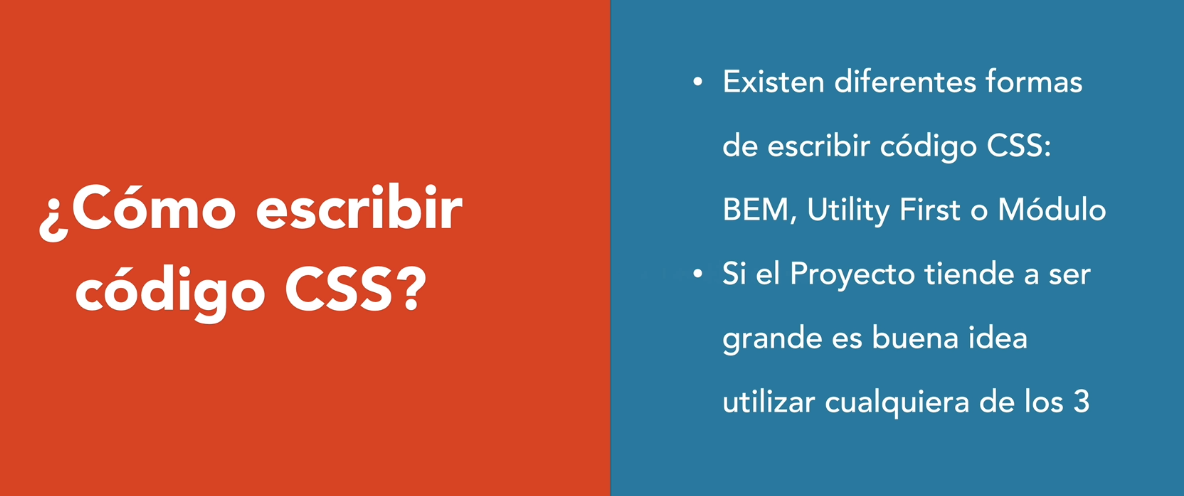 ¿Cómo escribir
código CSS?
• Existen diferentes formas
de escribir código CSS:
BEM, Utility First o Módulo
• Si el Proyecto tiende a ser
grande es buena idea
utilizar cualquiera de los 3